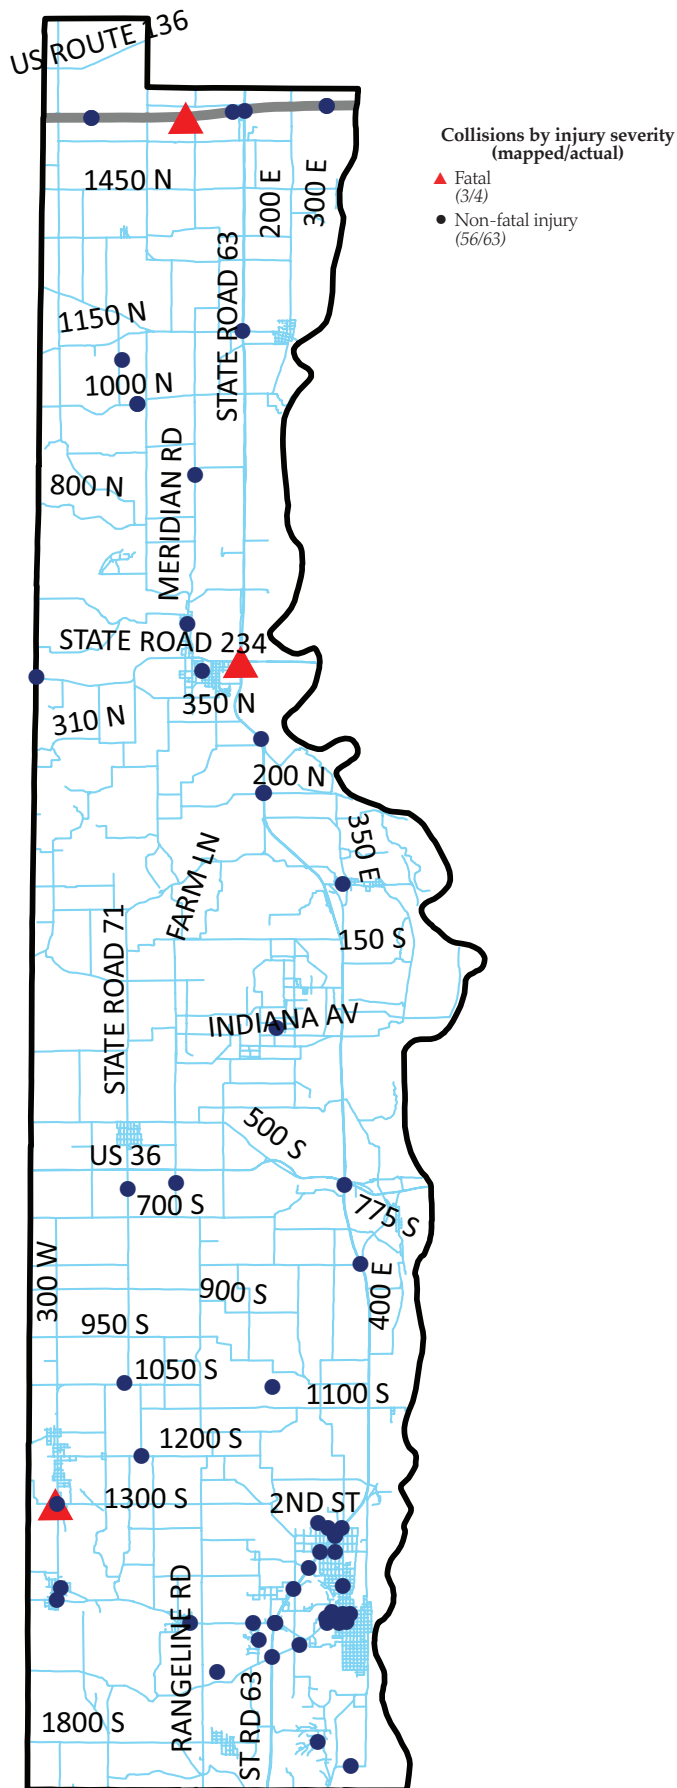 US ROUTE 136
Collisions by injury severity
(mapped/actual)
Fatal
(3/4)
Non-fatal injury
(56/63)
1450 N
200 E
300 E
STATE ROAD 63
1150 N
1000 N
MERIDIAN RD
800 N
STATE ROAD 234
350 N
310 N
200 N
350 E
FARM LN
STATE ROAD 71
150 S
INDIANA AV
500 S
US 36
700 S
775 S
300 W
900 S
400 E
950 S
1050 S
1100 S
1200 S
1300 S
2ND ST
RANGELINE RD
ST RD 63
1800 S